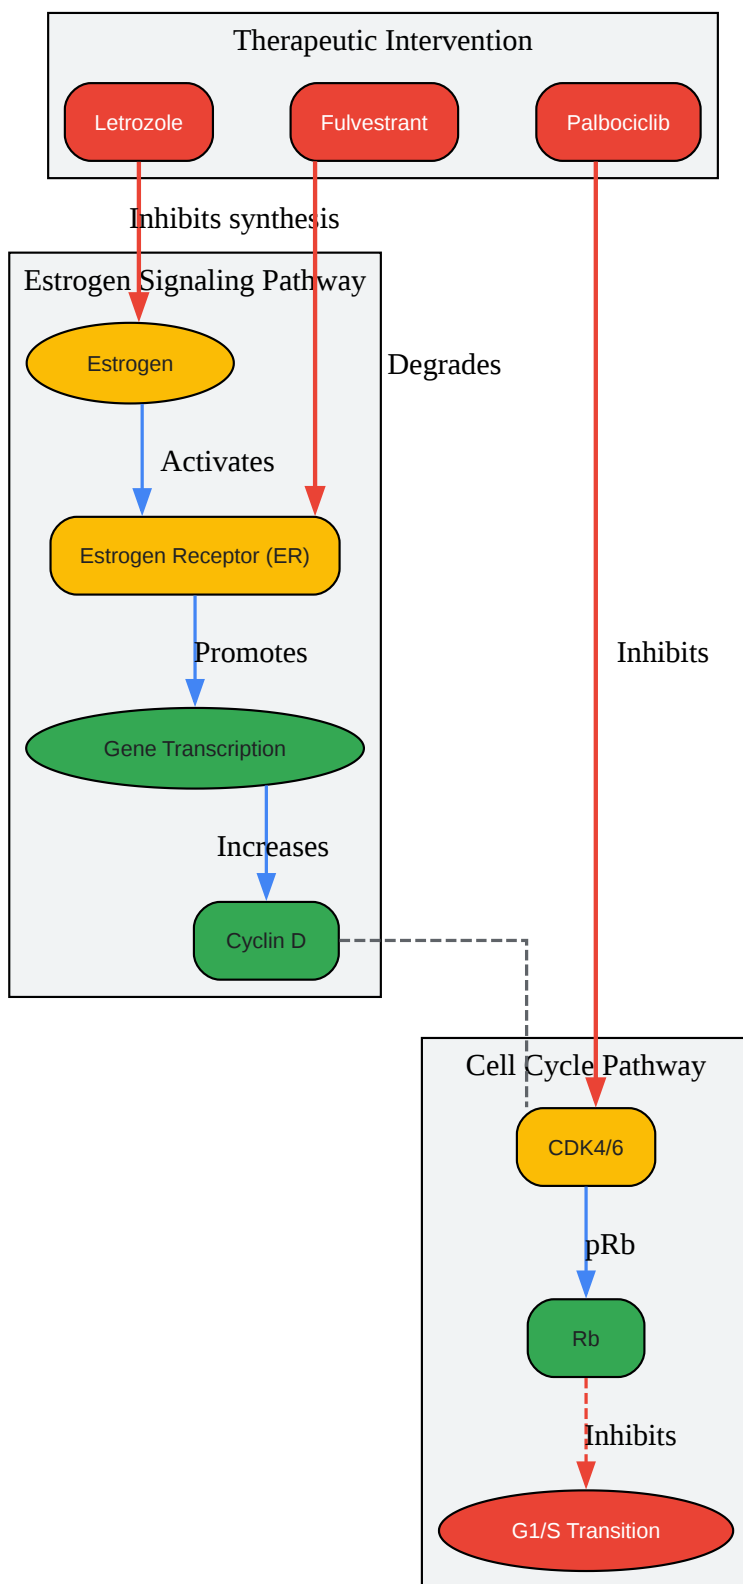 Therapeutic Intervention
Letrozole
Fulvestrant
Palbociclib
Inhibits synthesis
Estrogen Signaling Pathway
Estrogen
Degrades
Activates
Estrogen Receptor (ER)
Promotes
Inhibits
Gene Transcription
Increases
Cyclin D
Cell Cycle Pathway
CDK4/6
pRb
Rb
Inhibits
G1/S Transition